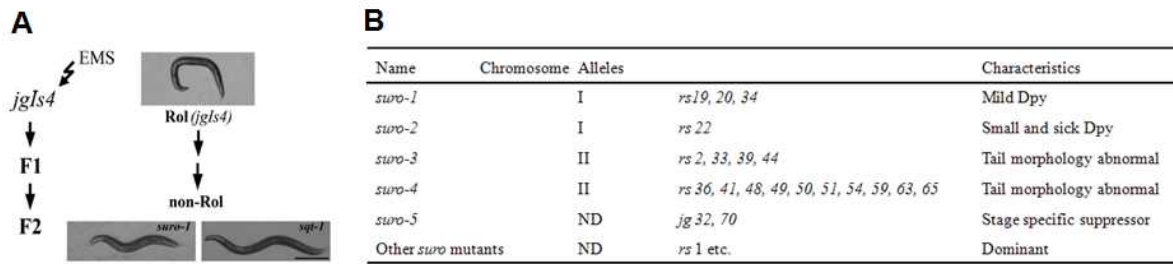 A
EMS
jgIs4
Rol (jgIs4)
F1
non-Rol
F2
suro-1
sqt-1
B
Name Chromosome Alleles Characteristics
suro-1 I rs19, 20, 34 Mild Dpy
suro-2 I rs 22 Small and sick Dpy
suro-3 II rs 2, 33, 39, 44 Tail morphology abnormal
suro-4 II rs 36, 41, 48, 49, 50, 51, 54, 59, 63, 65 Tail morphology abnormal
suro-5 ND jg 32, 70 Stage specific suppressor
Other suro mutants ND rs 1 etc. Dominant